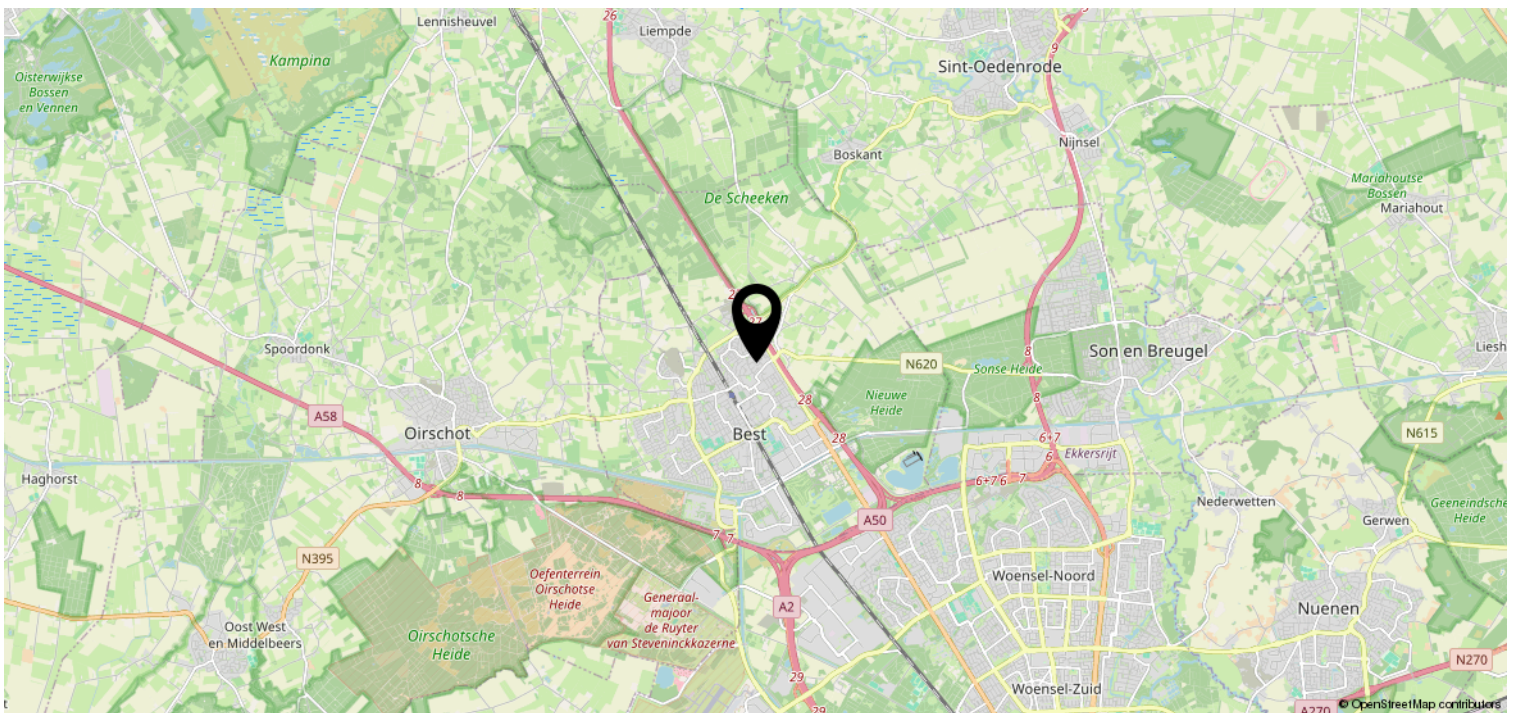 26
Lennisheuvel
Liempde
9
Sint-Oedenrode
Kampina
Oisterwijkse
Bossen
en Vennen
Nijnsel
Boskant
Mariahoutse
Bossen
Mariahout
De Scheeken
27
Spoordonk
Son en Breugel
Liesh
8
N620
Sonse Heide
Nieuwe
Heide
8
28
A58
Oirschot
Best
28
6+7
6
Ekkersrijt
N615
Haghorst
8
8
6+7
6
7
Nederwetten
Geeneindsche
Heide
A50
Gerwen
7
7
N395
Oefenterrein
Oirschotse
Heide
Woensel-Noord
Generaal-
majoor
de Ruyter
van Steveninckkazerne
A2
Nuenen
Oost West
en Middelbeers
Oirschotsche
Heide
N270
29
Woensel-Zuid
29
A270
© OpenStreetMap contributors